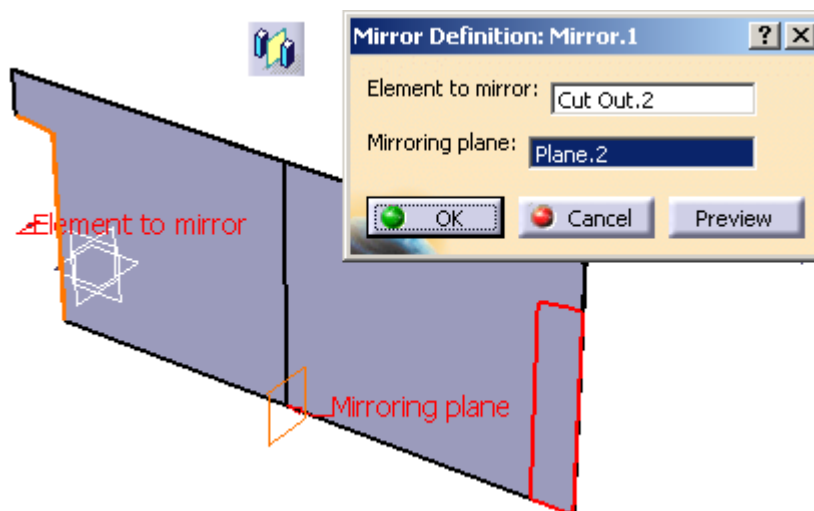 Mirror Definition: Mirror.1
Element to mirror: Cut Out.2
Mirroring plane: Plane.2
OK Cancel Preview
Element to mirror
Mirroring plane